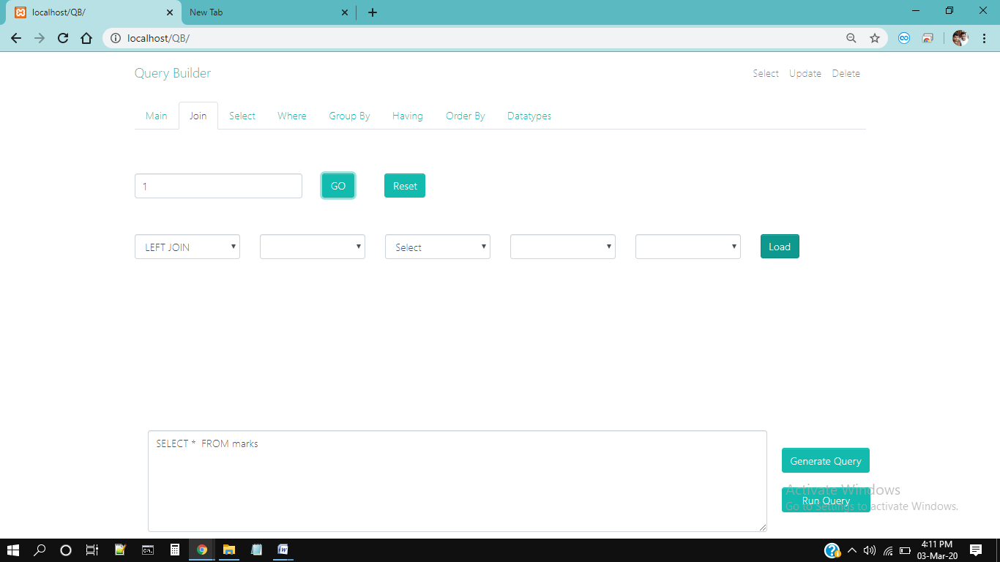 localhost/QB/
New Tab
localhost/QB/
Query Builder
Select Update Delete
Main Join Select Where Group By Having Order By Datatypes
1 GO Reset
LEFT JOIN Select Load
SELECT * FROM marks
Generate Query
Activate Windows
Run Query
Go to Settings to activate Windows.
4:11 PM
03-Mar-20